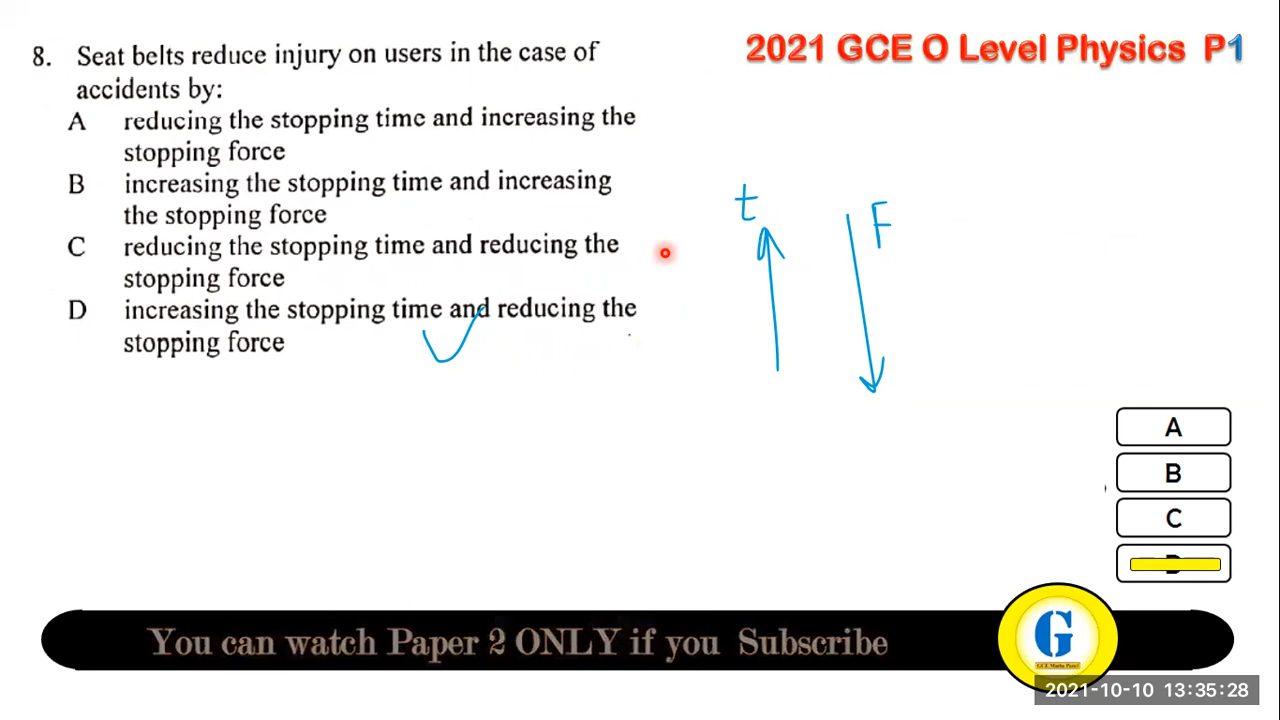 2021 GCE O Level Physics P1
8. Seat belts reduce injury on users in the case of
accidents by:
A reducing the stopping time and increasing the
stopping force
B increasing the stopping time and increasing
the stopping force
C reducing the stopping time and reducing the
stopping force
D increasing the stopping time and reducing the
stopping force
t
F
A
B
C
D
You can watch Paper 2 ONLY if you Subscribe
G
GCE Maths Pass!
2021-10-10 13:35:28